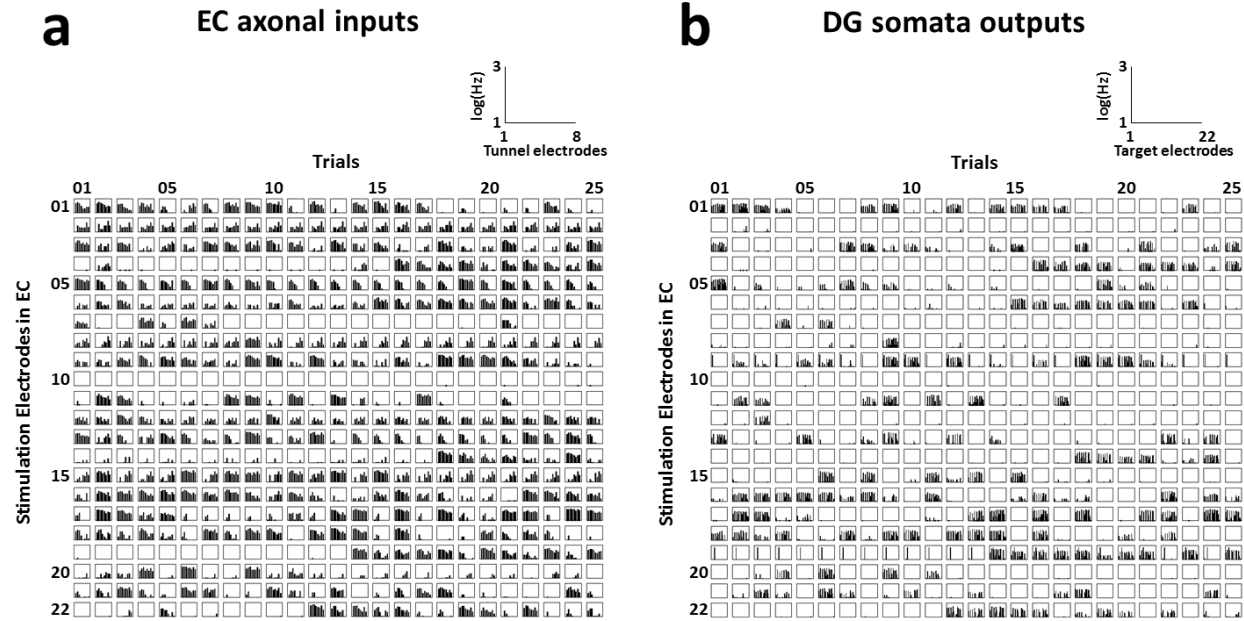 a
EC axonal inputs
3
log(Hz)
1
1 8
Tunnel electrodes
Trials
01 05 10 15 20 25
Stimulation Electrodes in EC
01
05
10
15
20
22
b
DG somata outputs
3
log(Hz)
1
1 22
Target electrodes
Trials
01 05 10 15 20 25
Stimulation Electrodes in EC
01
05
10
15
20
22